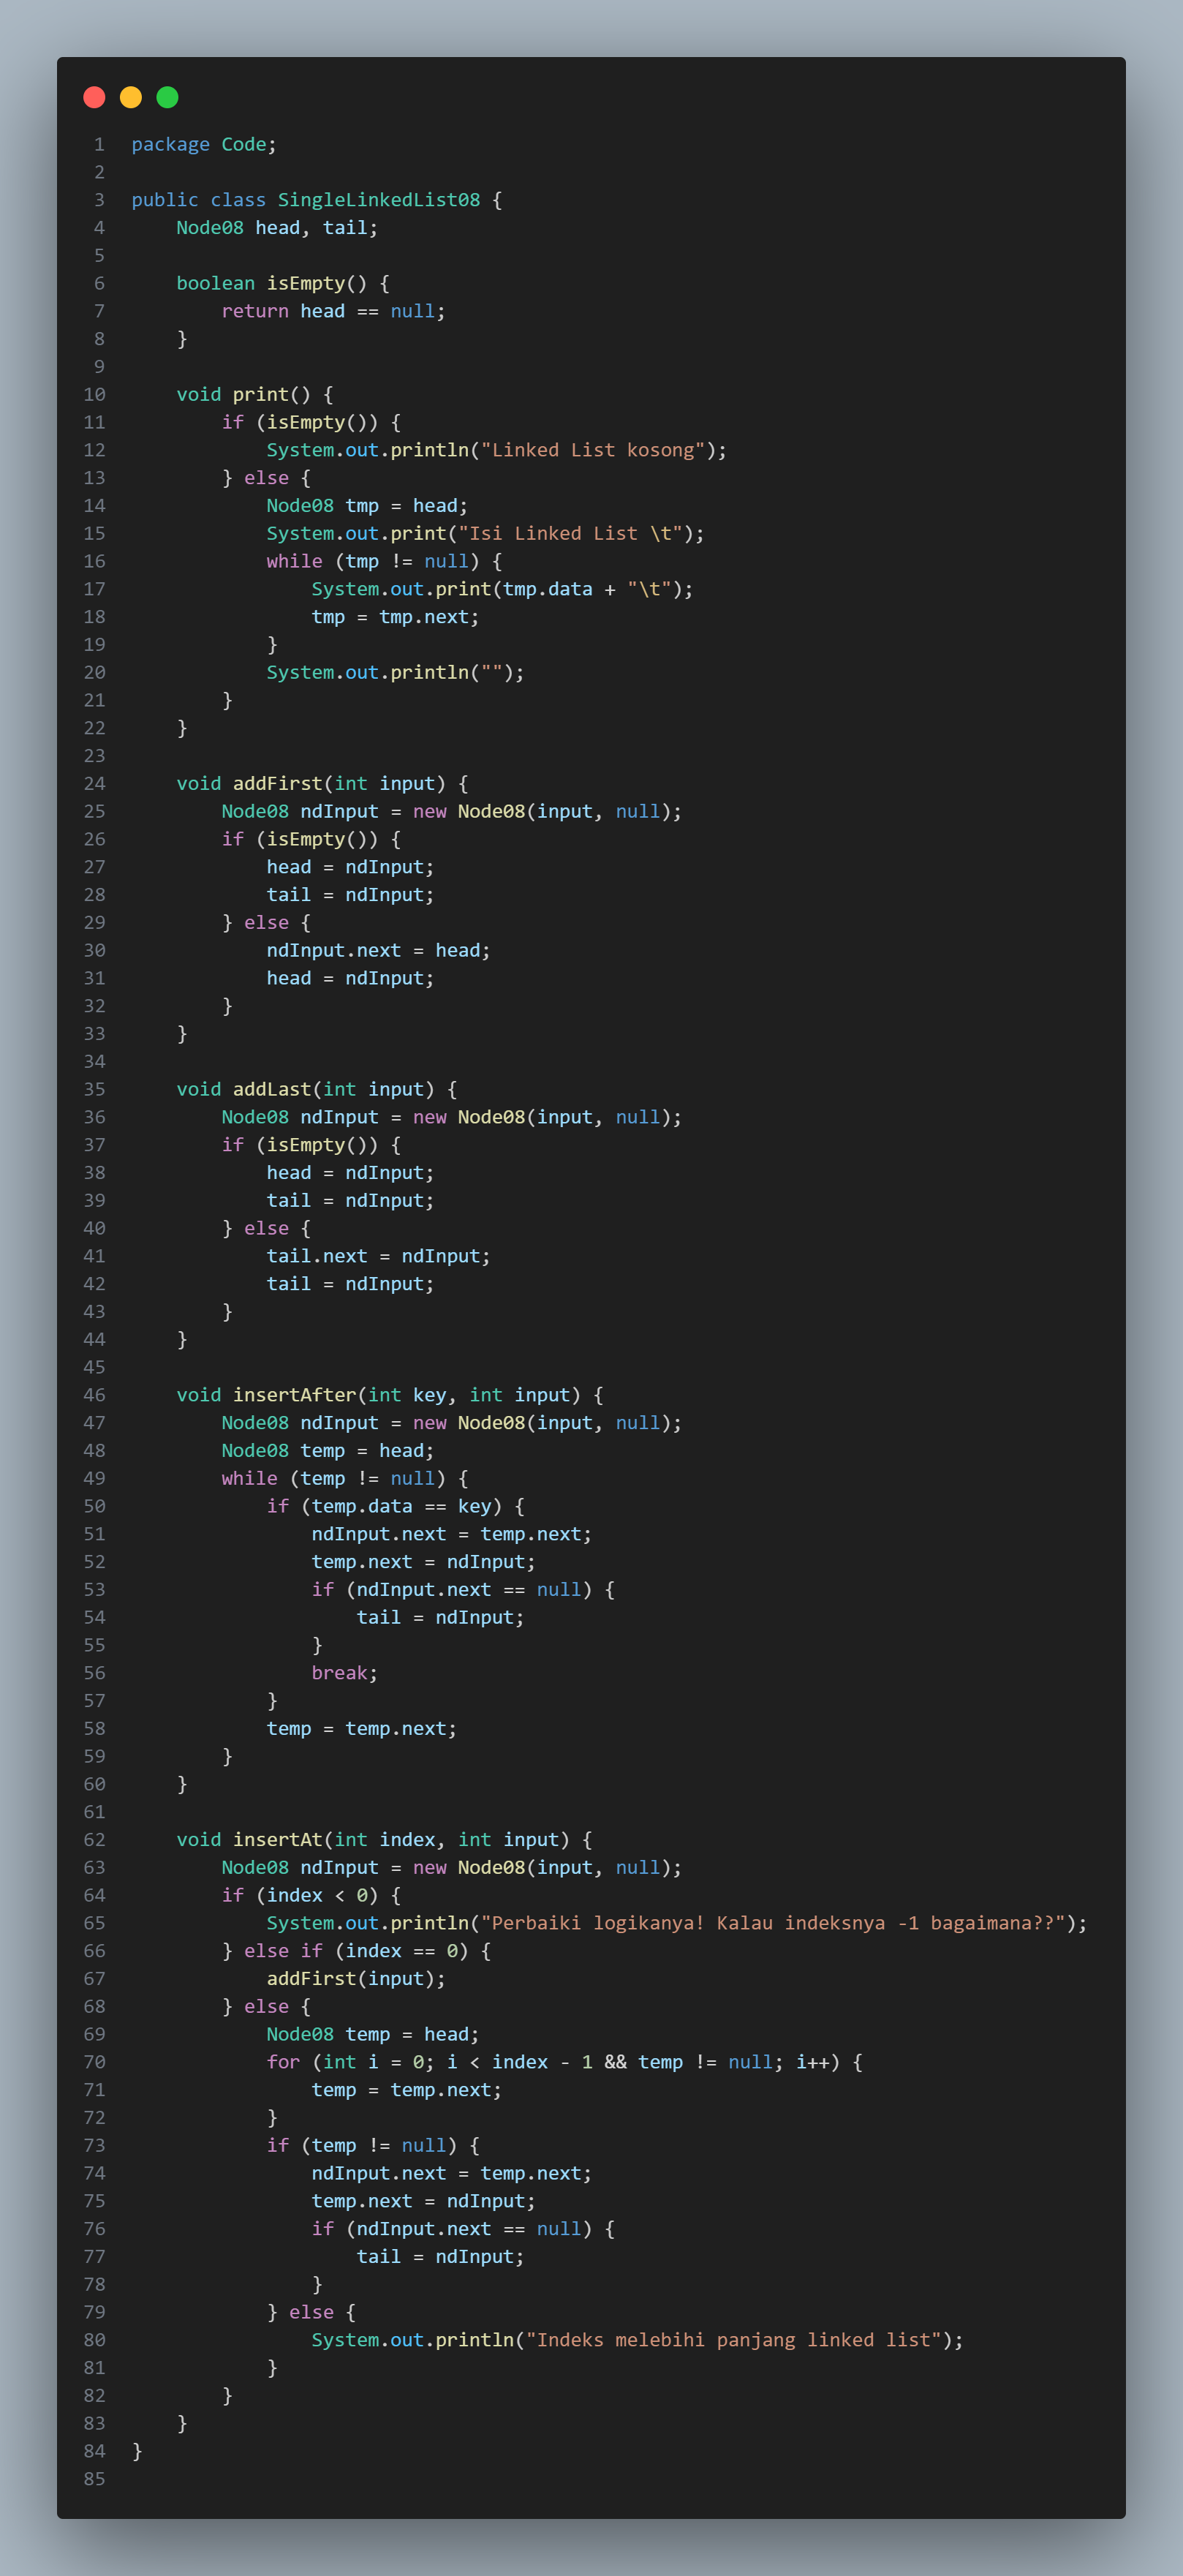 1 package Code;
2
3 public class SingleLinkedList08 {
4     Node08 head, tail;
5
6     boolean isEmpty() {
7         return head == null;
8     }
9
10     void print() {
11         if (isEmpty()) {
12             System.out.println("Linked List kosong");
13         } else {
14             Node08 tmp = head;
15             System.out.print("Isi Linked List \t");
16             while (tmp != null) {
17                 System.out.print(tmp.data + "\t");
18                 tmp = tmp.next;
19             }
20             System.out.println("");
21         }
22     }
23
24     void addFirst(int input) {
25         Node08 ndInput = new Node08(input, null);
26         if (isEmpty()) {
27             head = ndInput;
28             tail = ndInput;
29         } else {
30             ndInput.next = head;
31             head = ndInput;
32         }
33     }
34
35     void addLast(int input) {
36         Node08 ndInput = new Node08(input, null);
37         if (isEmpty()) {
38             head = ndInput;
39             tail = ndInput;
40         } else {
41             tail.next = ndInput;
42             tail = ndInput;
43         }
44     }
45
46     void insertAfter(int key, int input) {
47         Node08 ndInput = new Node08(input, null);
48         Node08 temp = head;
49         while (temp != null) {
50             if (temp.data == key) {
51                 ndInput.next = temp.next;
52                 temp.next = ndInput;
53                 if (ndInput.next == null) {
54                     tail = ndInput;
55                 }
56                 break;
57             }
58             temp = temp.next;
59         }
60     }
61
62     void insertAt(int index, int input) {
63         Node08 ndInput = new Node08(input, null);
64         if (index < 0) {
65             System.out.println("Perbaiki logikanya! Kalau indeksnya -1 bagaimana??");
66         } else if (index == 0) {
67             addFirst(input);
68         } else {
69             Node08 temp = head;
70             for (int i = 0; i < index - 1 && temp != null; i++) {
71                 temp = temp.next;
72             }
73             if (temp != null) {
74                 ndInput.next = temp.next;
75                 temp.next = ndInput;
76                 if (ndInput.next == null) {
77                     tail = ndInput;
78                 }
79             } else {
80                 System.out.println("Indeks melebihi panjang linked list");
81             }
82         }
83     }
84 }
85